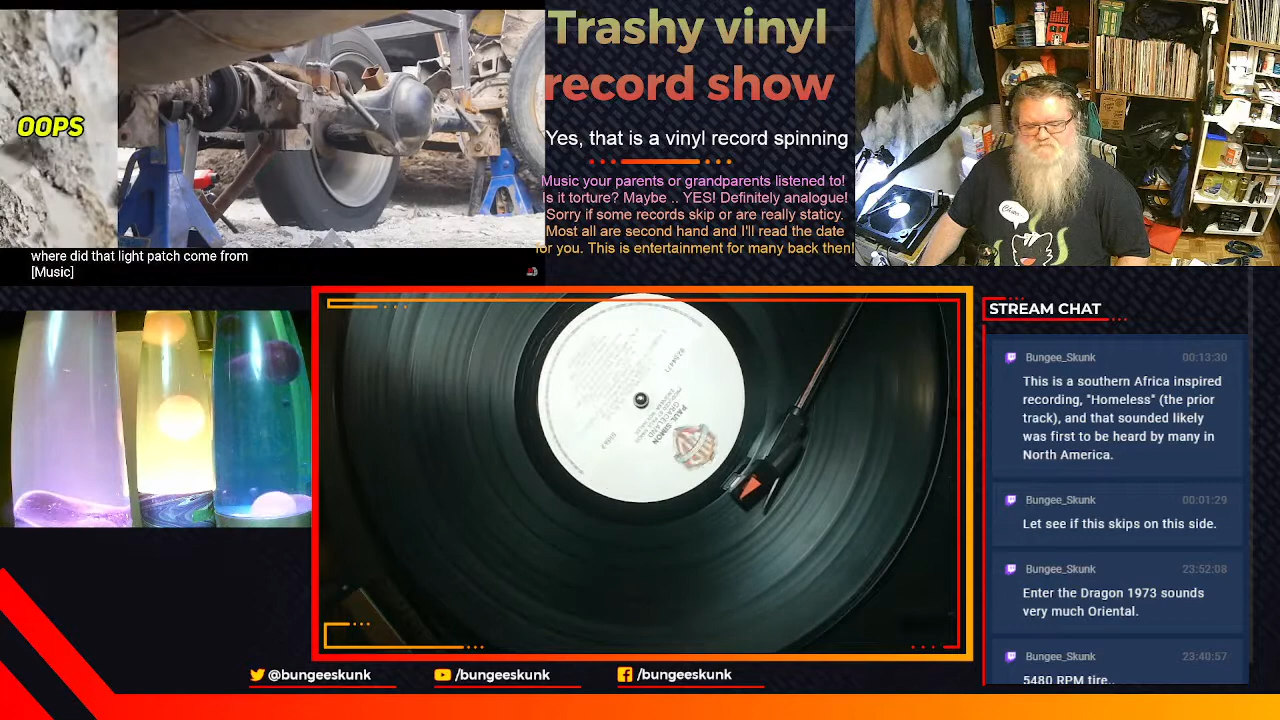 OOPS
where did that light patch come from
[Music]
Trashy vinyl
record show
Yes, that is a vinyl record spinning
Music your parents or grandparents listened to!
Is it torture? Maybe .. YES! Definitely analogue!
Sorry if some records skip or are really staticy.
Most all are second hand and I'll read the date
for you. This is entertainment for many back then!
PAUL SIMON
GRACELAND
STREAM CHAT
Bungee_Skunk 00:13:30
This is a southern Africa inspired
recording, "Homeless" (the prior
track), and that sounded likely
was first to be heard by many in
North America.
Bungee_Skunk 00:01:29
Let see if this skips on this side.
Bungee_Skunk 23:52:08
Enter the Dragon 1973 sounds
very much Oriental.
Bungee_Skunk 23:40:57
5480 RPM tire..
@bungeeskunk
/bungeeskunk
/bungeeskunk